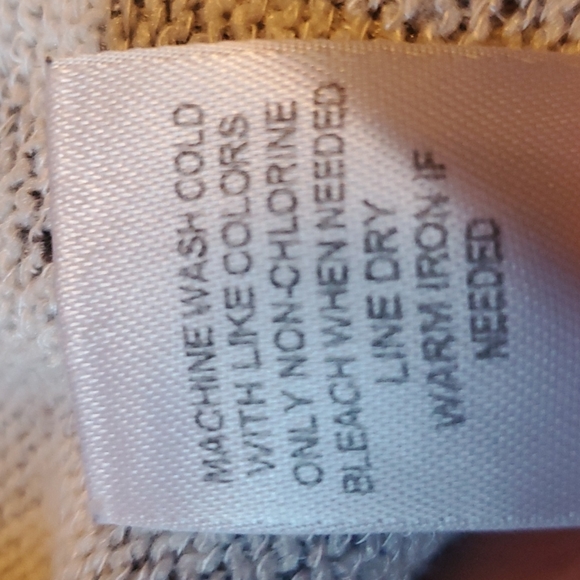 MACHINE WASH COLD
WITH LIKE COLORS
ONLY NON-CHLORINE
BLEACH WHEN NEEDED
LINE DRY
WARM IRON IF
NEEDED